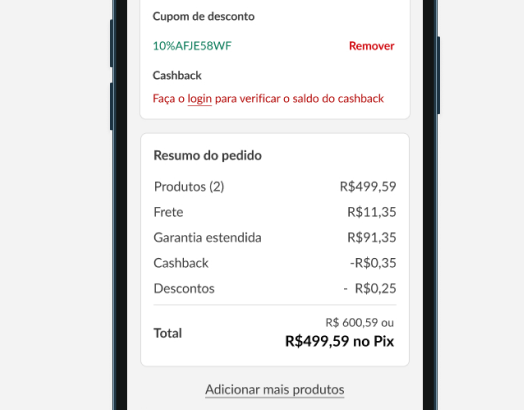 Cupom de desconto
10%AFJE58WF Remover
Cashback
Faça o login para verificar o saldo do cashback
Resumo do pedido
Produtos (2) R$499,59
Frete R$11,35
Garantia estendida R$91,35
Cashback -R$0,35
Descontos - R$0,25
R$ 600,59 ou
Total R$499,59 no Pix
Adicionar mais produtos